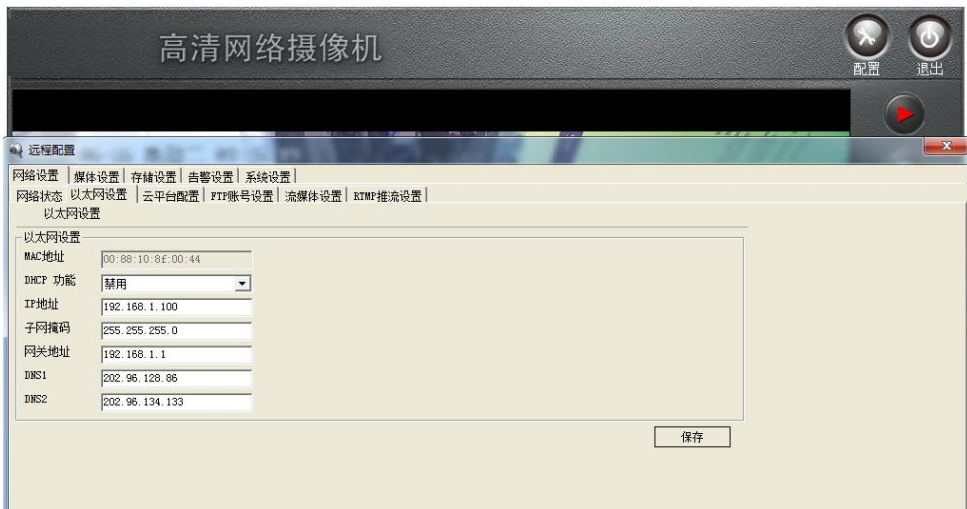 高清网络摄像机
配置 退出
远程配置
网络设置 媒体设置 存储设置 告警设置 系统设置
网络状态 以太网设置 云平台配置 FTP账号设置 流媒体设置 RTMP推流设置
以太网设置
以太网设置
MAC地址 00:88:10:8f:00:44
DHCP 功能 禁用
IP地址 192.168.1.100
子网掩码 255.255.255.0
网关地址 192.168.1.1
DNS1 202.96.128.86
DNS2 202.96.134.133
保存